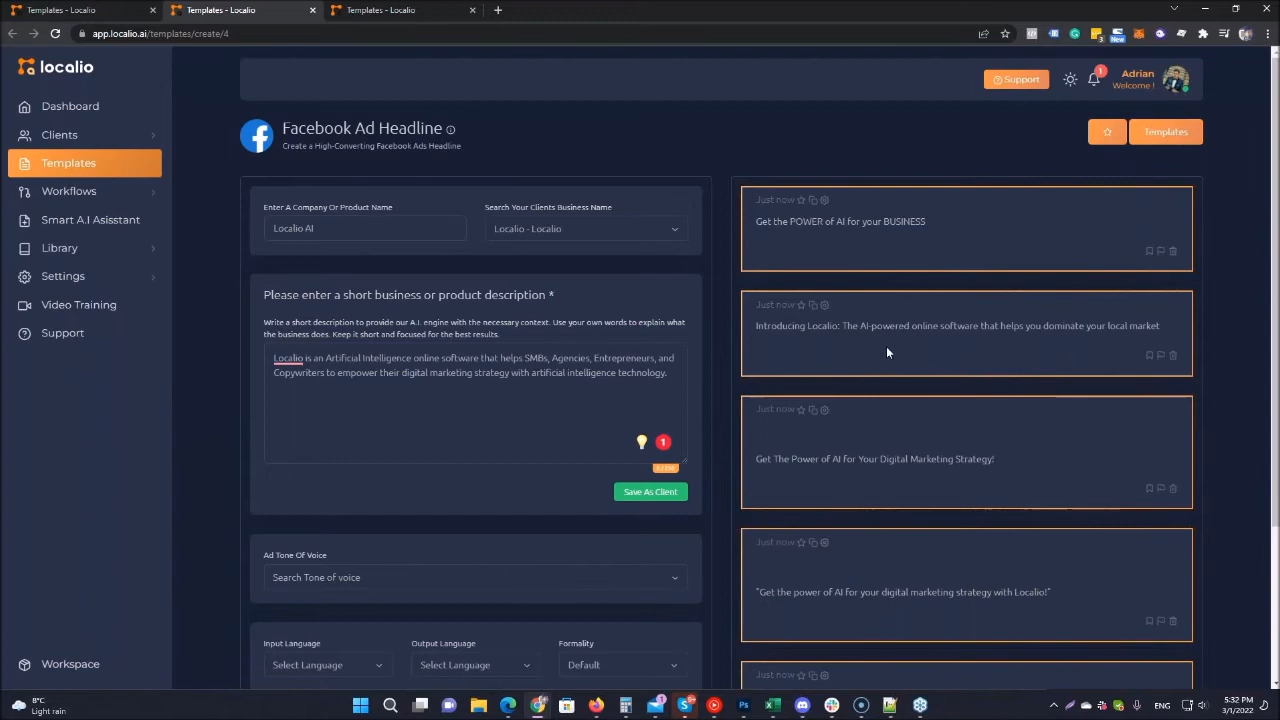 Templates - Localio
Templates - Localio
Templates - Localio
app.localio.ai/templates/create/4
New
localio
Dashboard
Clients
Templates
Workflows
Smart A.I Asisstant
Library
Settings
Video Training
Support
Workspace
Support
1
Adrian
Welcome !
Facebook Ad Headline
Create a High-Converting Facebook Ads Headline
Templates
Enter A Company Or Product Name
Localio AI
Search Your Clients Business Name
Localio - Localio
Please enter a short business or product description *
Write a short description to provide our A.I. engine with the necessary context. Use your own words to explain what
the business does. Keep it short and focused for the best results.
Localio is an Artificial Intelligence online software that helps SMBs, Agencies, Entrepreneurs, and
Copywriters to empower their digital marketing strategy with artificial intelligence technology.
1
Save As Client
Ad Tone Of Voice
Search Tone of voice
Input Language
Output Language
Formality
Select Language
Select Language
Default
Just now
Get the POWER of AI for your BUSINESS
Just now
Introducing Localio: The AI-powered online software that helps you dominate your local market
Just now
Get The Power of AI for Your Digital Marketing Strategy!
Just now
"Get the power of AI for your digital marketing strategy with Localio!"
Just now
8°C
Light rain
ENG
5:32 PM
3/1/2022